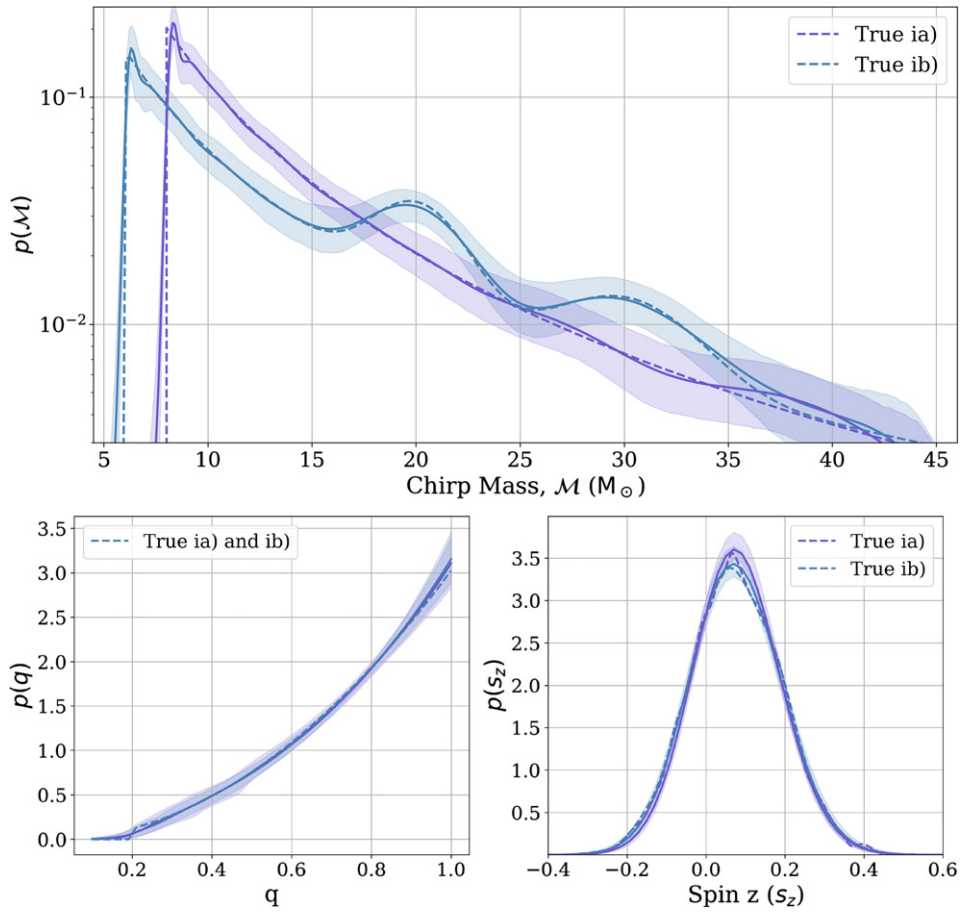 True ia)
True ib)
p(ℳ)
10⁻¹
10⁻²
5 10 15 20 25 30 35 40 45
Chirp Mass, ℳ (M⊙)
True ia) and ib)
p(q)
3.5
3.0
2.5
2.0
1.5
1.0
0.5
0.0
0.2 0.4 0.6 0.8 1.0
q
True ia)
True ib)
p(s_z)
3.5
3.0
2.5
2.0
1.5
1.0
0.5
−0.4 −0.2 0.0 0.2 0.4 0.6
Spin z (s_z)